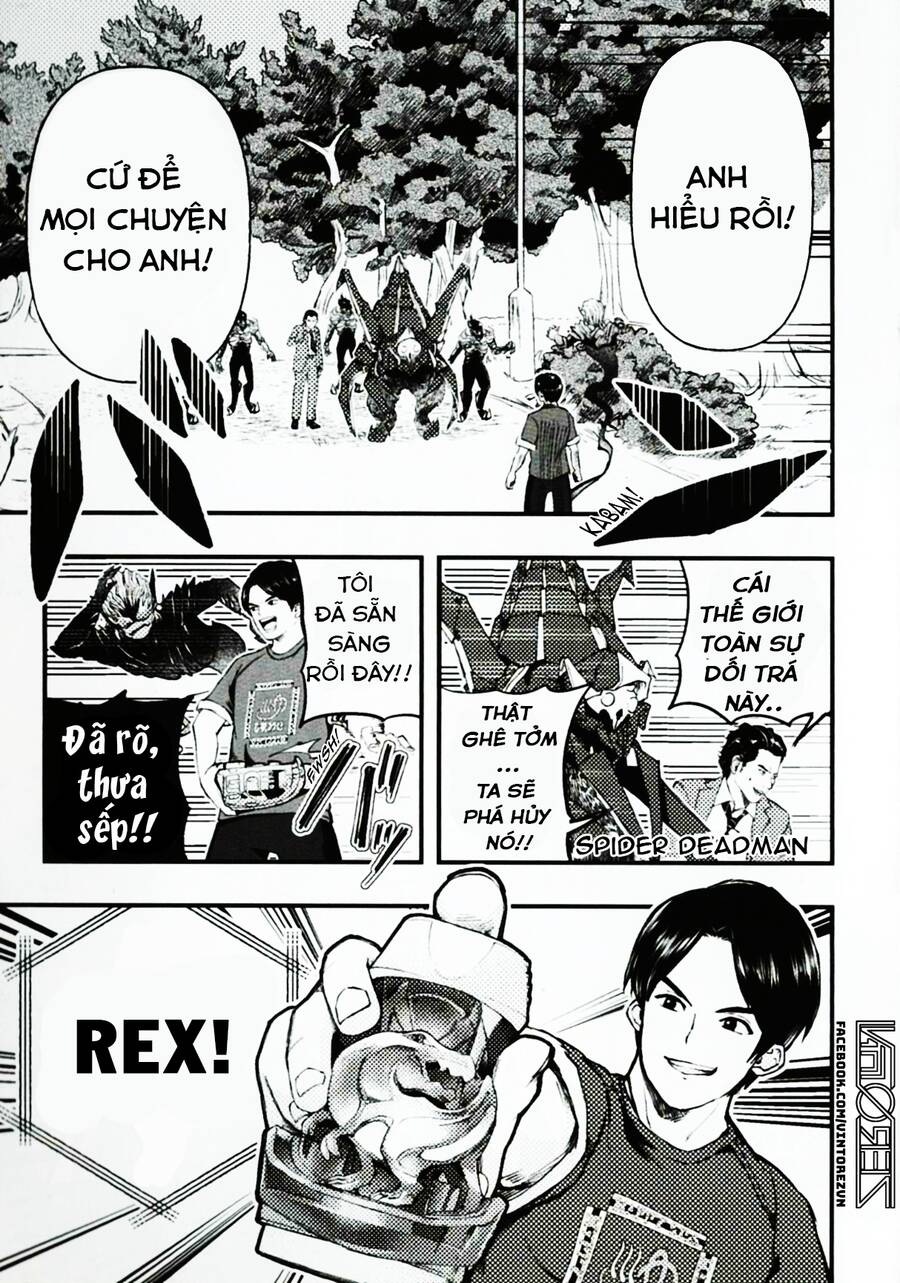 ANH
HIỂU RỒI!
CỨ ĐỂ
MỌI CHUYỆN
CHO ANH!
KABAM!
CÁI
THẾ GIỚI
TOÀN SỰ
DỐI TRÁ
NÀY..
THẬT
GHÊ TỞM
...
TA SẼ
PHÁ HỦY
NÓ!!
SPIDER DEADMAN
TÔI
ĐÃ SẴN
SÀNG
RỒI ĐÂY!!
FWSH!
Đã rõ,
thưa
sếp!!
REX!
FACEBOOK.COM/VINTOREZVN